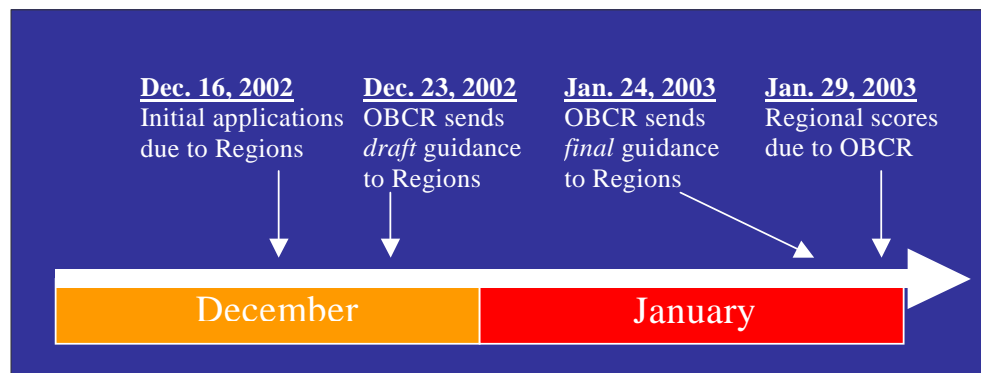 Dec. 16, 2002
Initial applications
due to Regions
Dec. 23, 2002
OBCR sends
draft guidance
to Regions
Jan. 24, 2003
OBCR sends
final guidance
to Regions
Jan. 29, 2003
Regional scores
due to OBCR
December
January